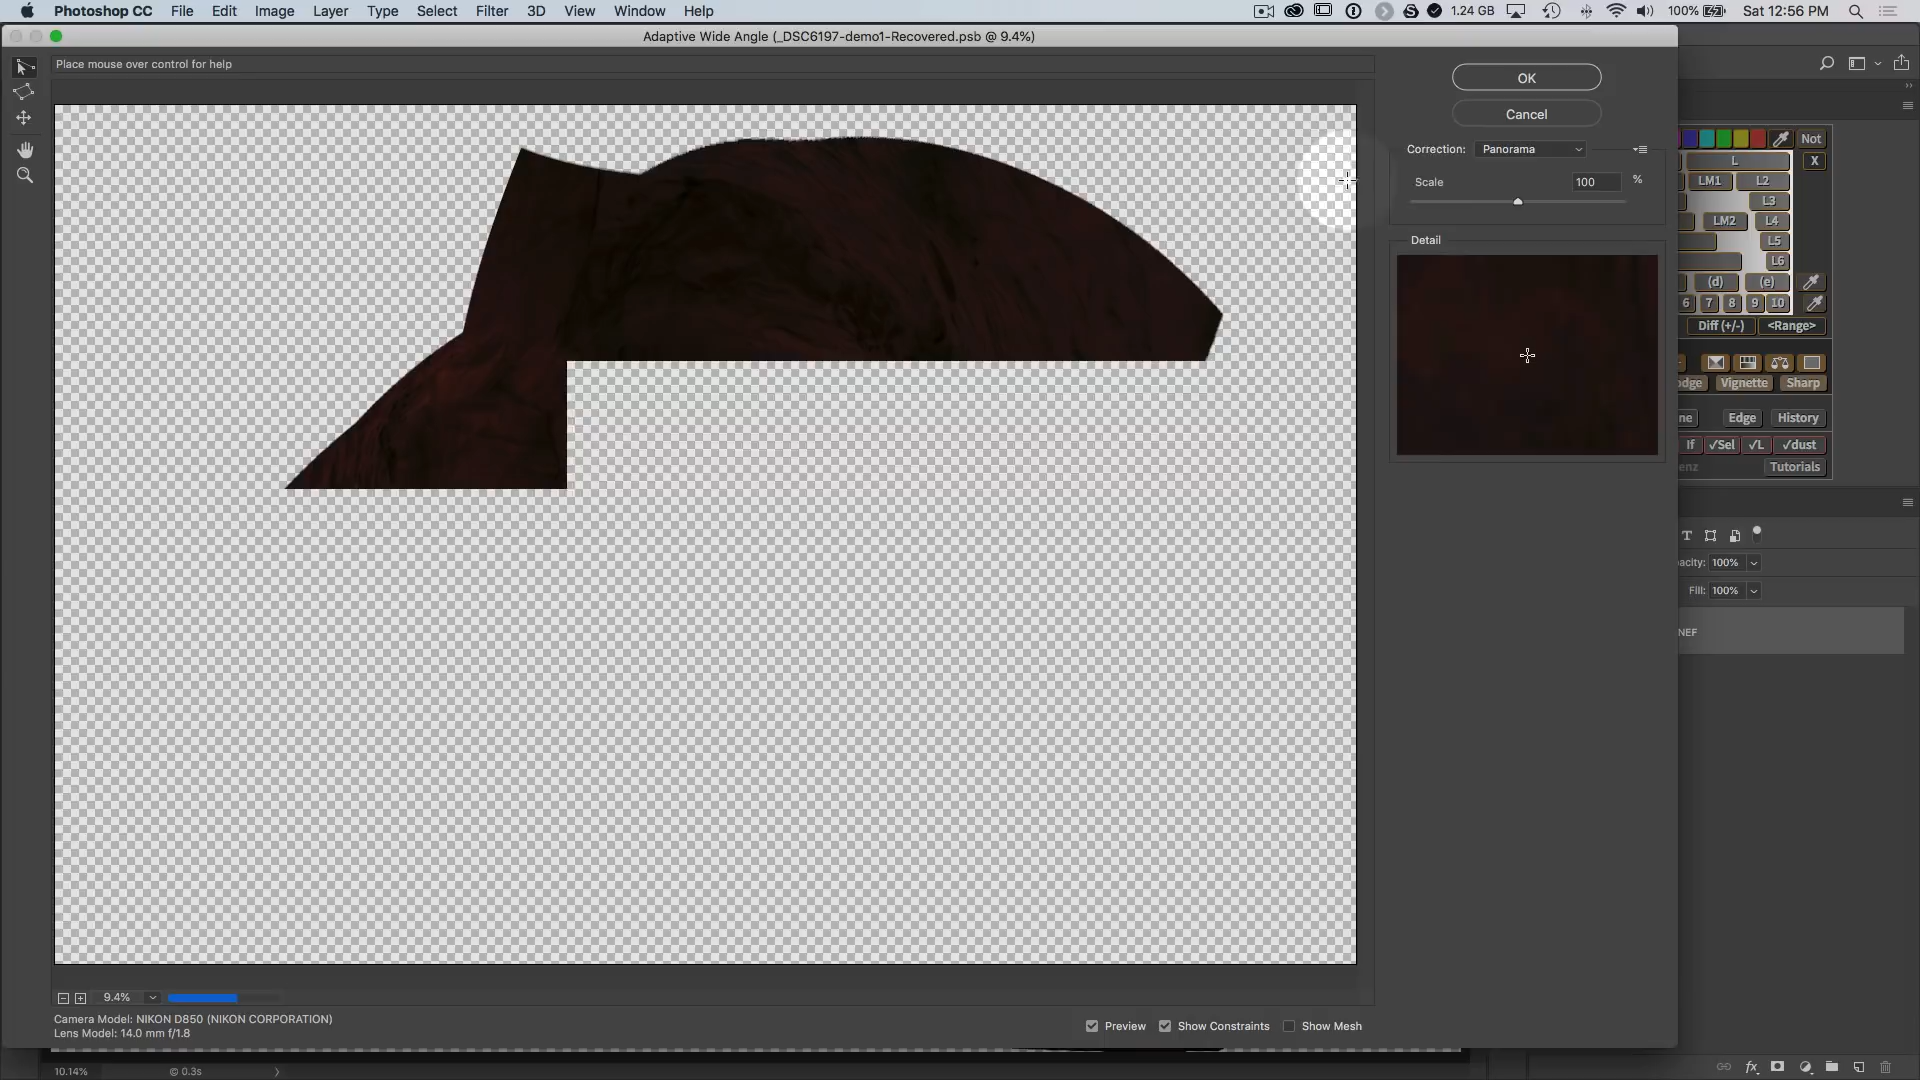 Photoshop CC File Edit Image Layer Type Select Filter 3D View Window Help 1.24 GB 100% Sat 12:56 PM
Adaptive Wide Angle (_DSC6197-demo1-Recovered.psb @ 9.4%)
Place mouse over control for help
OK
Cancel
Correction: Panorama
Scale 100 %
Detail
Not
L X
LM1 L2
L3
LM2 L4
L5
L6
(d) (e)
6 7 8 9 10
Diff (+/-) <Range>
Vignette Sharp
Edge History
If √Sel √L √dust
Tutorials
100%
Fill: 100%
NEF
9.4%
Camera Model: NIKON D850 (NIKON CORPORATION)
Lens Model: 14.0 mm f/1.8
Preview Show Constraints Show Mesh
10.14% @ 0.3s